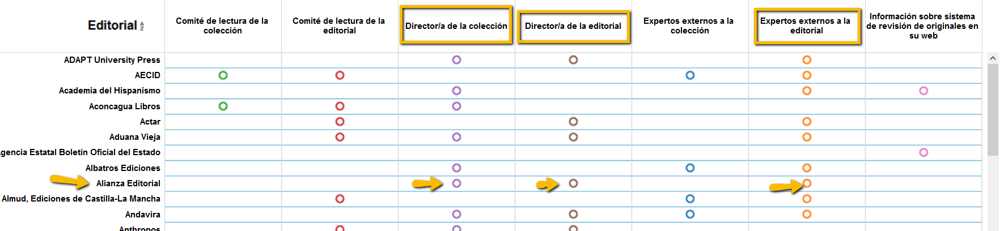 Editorial
Comité de lectura de la
colección
Comité de lectura de la
editorial
Director/a de la colección
Director/a de la editorial
Expertos externos a la
colección
Expertos externos a la
editorial
Información sobre sistema
de revisión de originales en
su web
ADAPT University Press
AECID
Academia del Hispanismo
Aconcagua Libros
Actar
Aduana Vieja
gencia Estatal Boletín Oficial del Estado
Albatros Ediciones
Alianza Editorial
Almud, Ediciones de Castilla-La Mancha
Andavira
Anthropos